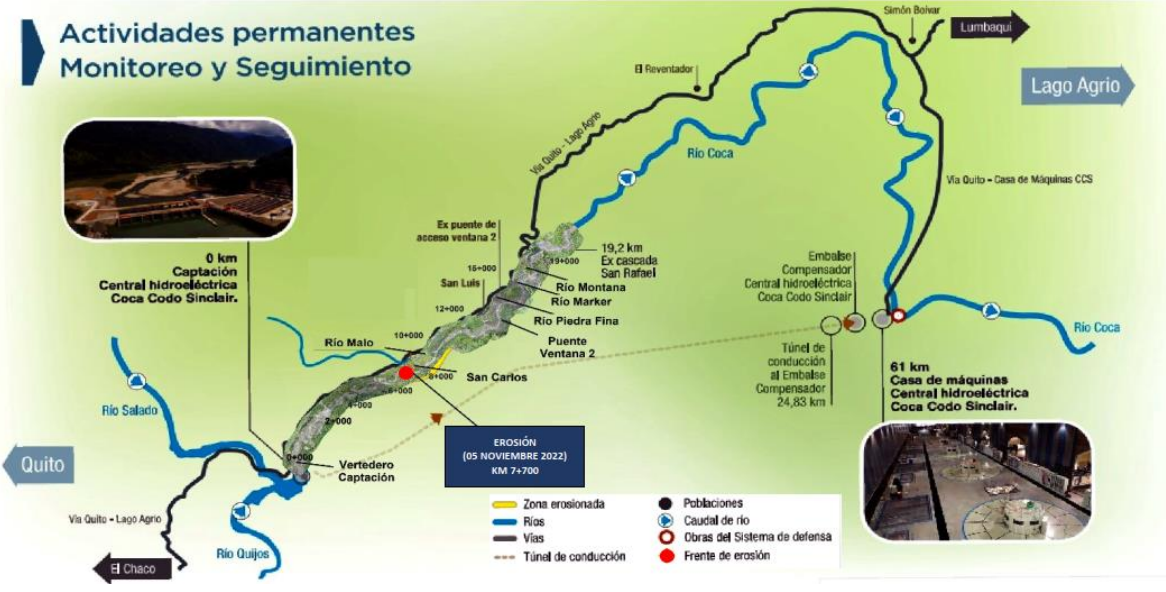 Actividades permanentes
Monitoreo y Seguimiento
Simón Bolívar
Lumbaquí
Lago Agrio
El Reventador
Vía Quito - Lago Agrio
Río Coca
Vía Quito - Casa de Máquinas CCS
Ex puente de
acceso ventana 2
19,2 km
Ex cascada
San Rafael
19+000
16+000
San Luis
Río Montana
Río Marker
12+000
Río Piedra Fina
Puente
Ventana 2
10+000
Río Malo
8+000
San Carlos
6+000
4+000
2+000
0+000
0 km
Captación
Central hidroeléctrica
Coca Codo Sinclair.
Embalse
Compensador
Central hidroeléctrica
Coca Codo Sinclair
Río Coca
Túnel de
conducción
al Embalse
Compensador
24,83 km
61 km
Casa de máquinas
Central hidroeléctrica
Coca Codo Sinclair.
Río Salado
Quito
Vertedero
Captación
EROSIÓN
(05 NOVIEMBRE 2022)
KM 7+700
Vía Quito - Lago Agrio
Río Quijos
El Chaco
Zona erosionada
Ríos
Vías
Túnel de conducción
Poblaciones
Caudal de río
Obras del Sistema de defensa
Frente de erosión